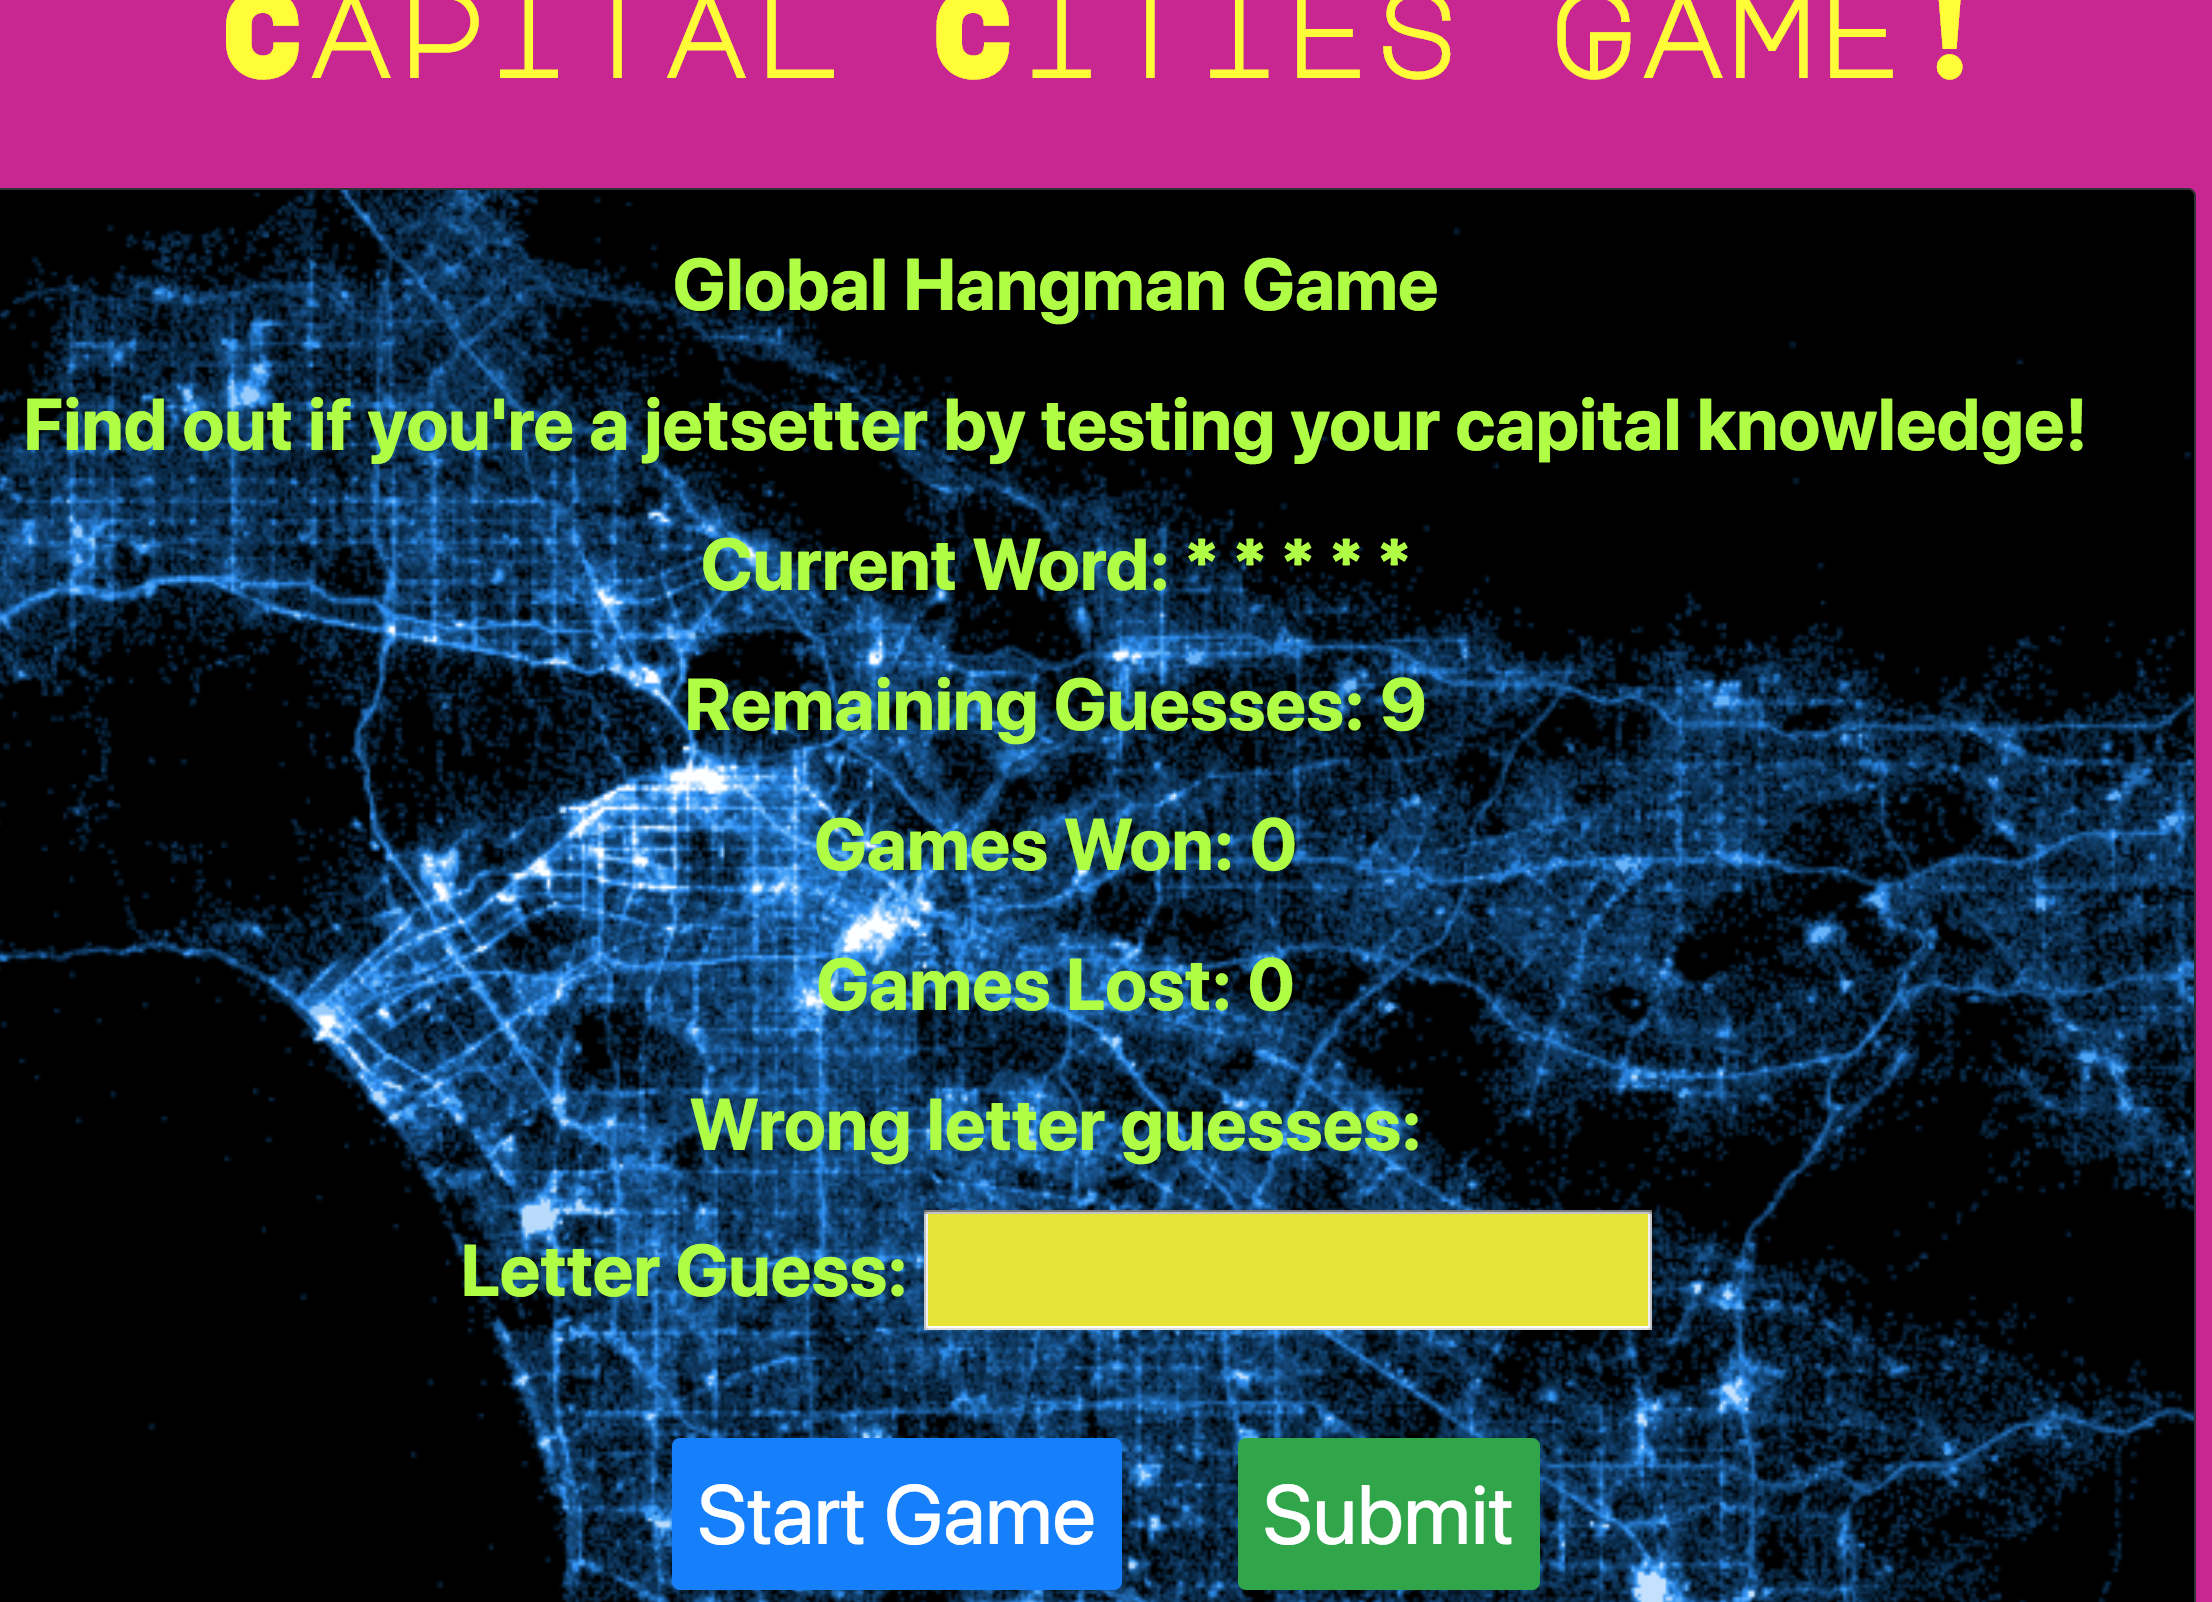 CAPITAL CITIES GAME!
Global Hangman Game
Find out if you're a jetsetter by testing your capital knowledge!
Current Word: * * * * *
Remaining Guesses: 9
Games Won: 0
Games Lost: 0
Wrong letter guesses:
Letter Guess:
Start Game Submit